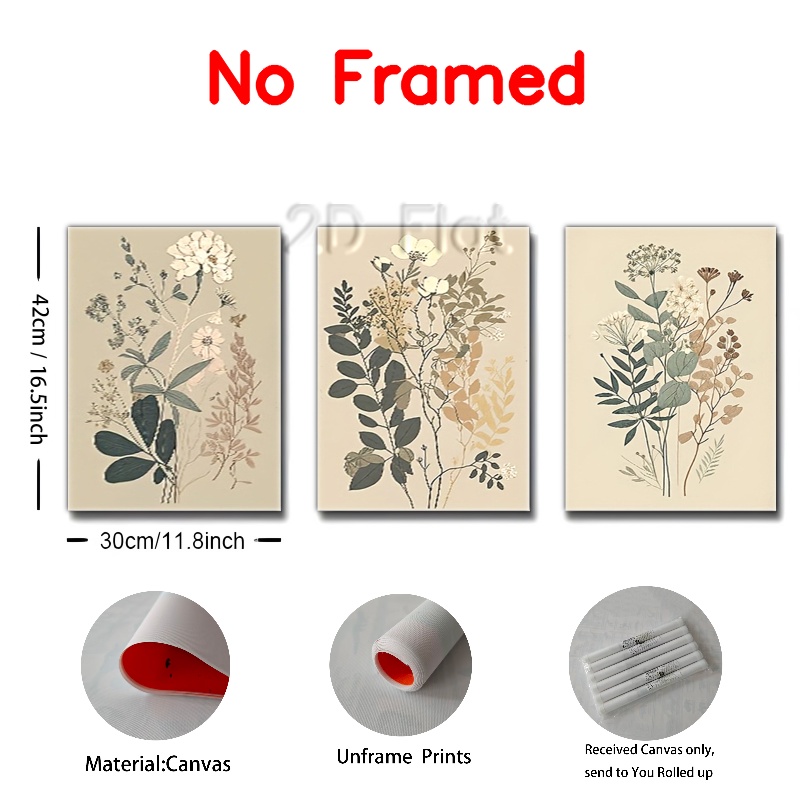 No Framed
2D Flat
42cm / 16.5inch
30cm/11.8inch
Material:Canvas
Unframe Prints
Received Canvas only,
send to You Rolled up